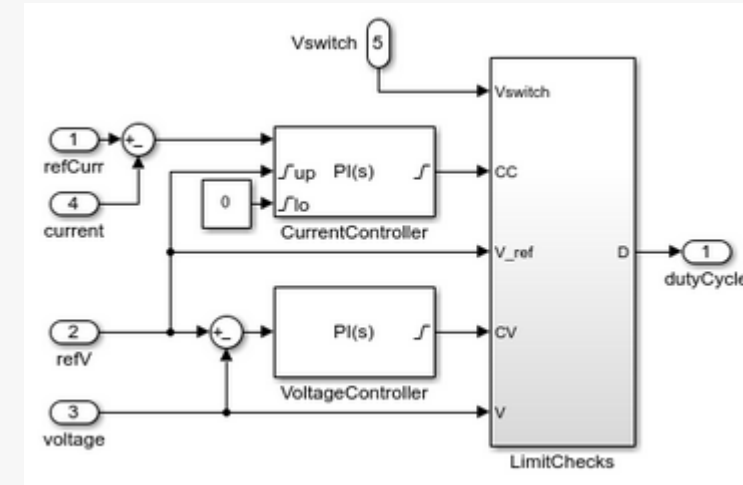 Vswitch 5
Vswitch
1
refCurr
+
-
up PI(s)
CC
4
current
0
lo
CurrentController
V_ref
D
1
dutyCycle
2
refV
+
-
PI(s)
CV
VoltageController
3
voltage
V
LimitChecks